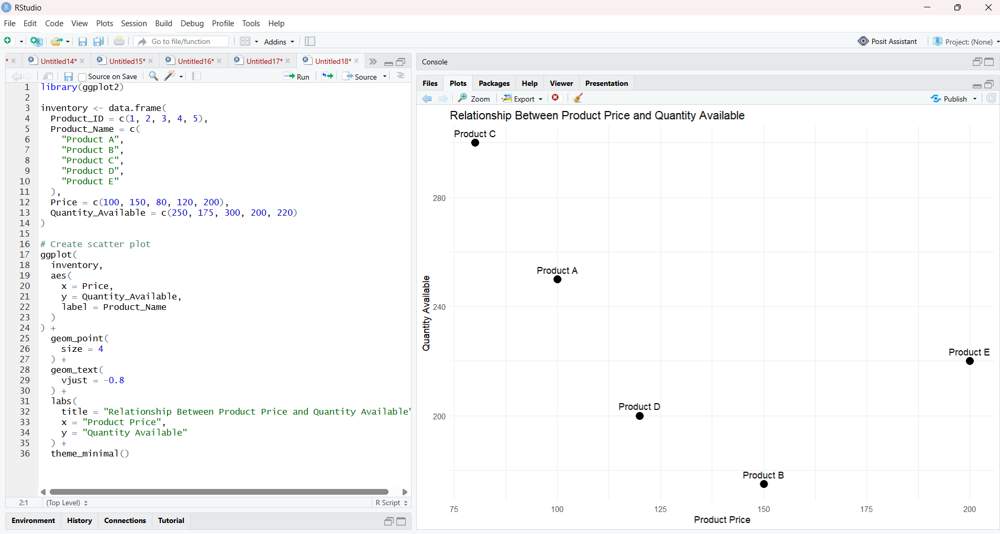 RStudio
File Edit Code View Plots Session Build Debug Profile Tools Help
Go to file/function Addins Posit Assistant Project: (None)
* Untitled14* Untitled15* Untitled16* Untitled17* Untitled18*
Source on Save Run Source
1 library(ggplot2)
2
3 inventory <- data.frame(
4 Product_ID = c(1, 2, 3, 4, 5),
5 Product_Name = c(
6 "Product A",
7 "Product B",
8 "Product C",
9 "Product D",
10 "Product E"
11 ),
12 Price = c(100, 150, 80, 120, 200),
13 Quantity_Available = c(250, 175, 300, 200, 220)
14 )
15
16 # Create scatter plot
17 ggplot(
18 inventory,
19 aes(
20 x = Price,
21 y = Quantity_Available,
22 label = Product_Name
23 )
24 ) +
25 geom_point(
26 size = 4
27 ) +
28 geom_text(
29 vjust = -0.8
30 ) +
31 labs(
32 title = "Relationship Between Product Price and Quantity Available"
33 x = "Product Price",
34 y = "Quantity Available"
35 ) +
36 theme_minimal()
2:1 (Top Level) R Script
Environment History Connections Tutorial
Console
Files Plots Packages Help Viewer Presentation
Zoom Export Publish
Relationship Between Product Price and Quantity Available
Product C
280
Product A
Quantity Available
240
Product E
Product D
200
Product B
75 100 125 150 175 200
Product Price